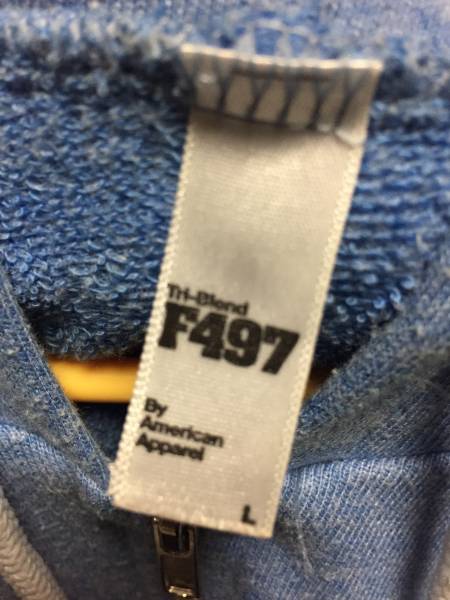 Tri-Blend
F497
By
American
Apparel
L